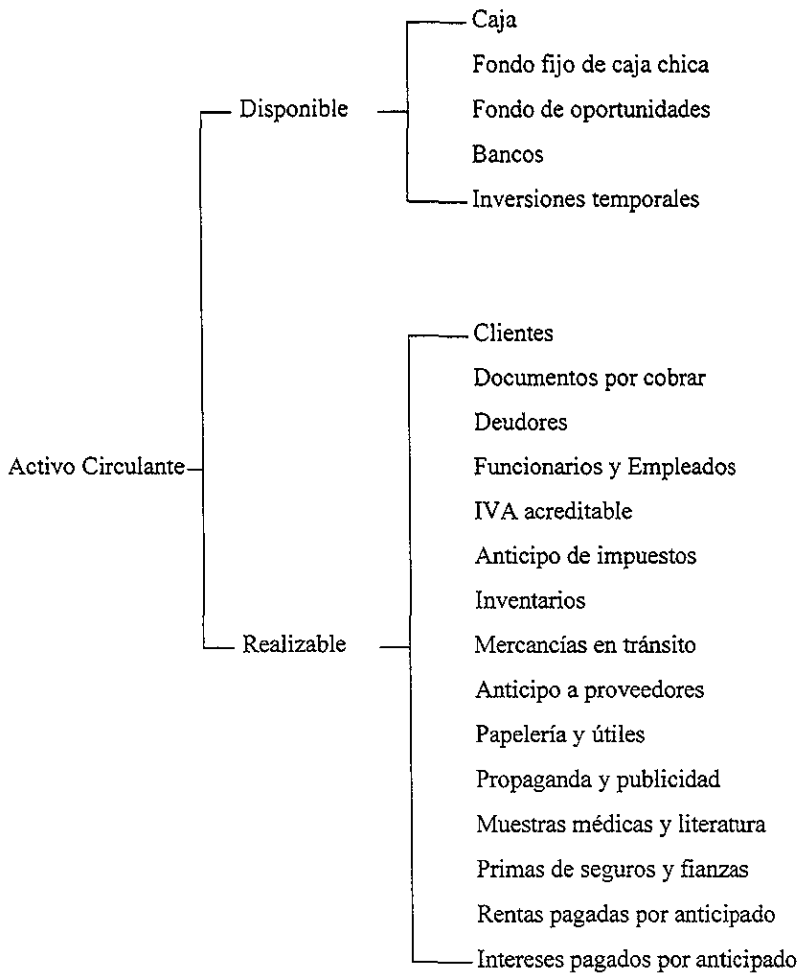 Activo Circulante
Disponible
Caja
Fondo fijo de caja chica
Fondo de oportunidades
Bancos
Inversiones temporales
Realizable
Clientes
Documentos por cobrar
Deudores
Funcionarios y Empleados
IVA acreditable
Anticipo de impuestos
Inventarios
Mercancías en tránsito
Anticipo a proveedores
Papelería y útiles
Propaganda y publicidad
Muestras médicas y literatura
Primas de seguros y fianzas
Rentas pagadas por anticipado
Intereses pagados por anticipado